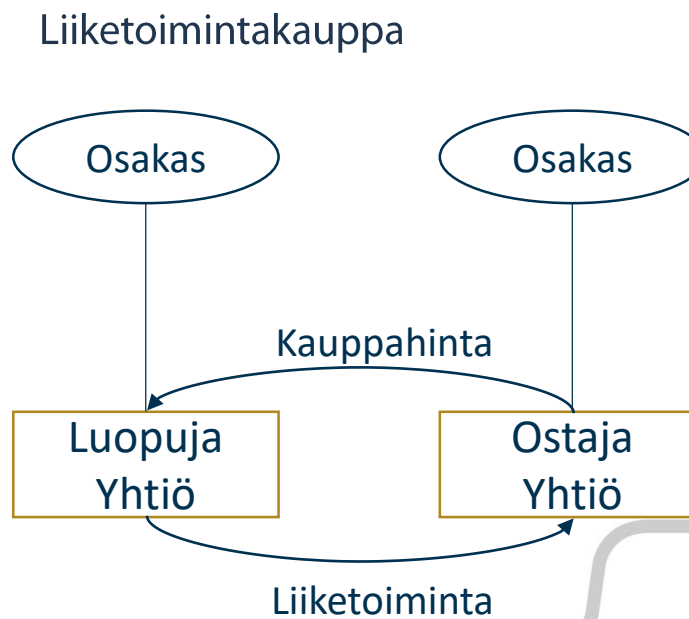 Liiketoimintakauppa
Osakas
Osakas
Kauppahinta
Luopuja
Yhtiö
Ostaja
Yhtiö
Liiketoiminta